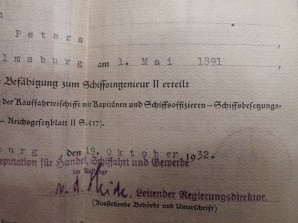 Peters
lmsburg am 1. Mai 1891
Befähigung zum Schiffsingenieur II erteilt
der Kauffahrteischiffe mit Kapitänen und Schiffsoffizieren – Schiffsbesetzungs-
– Reichsgesetzblatt II S. 517).
burg, den 19. Oktober 1932.
eputation für Handel, Schiffahrt und Gewerbe
im Auftrage
Leitender Regierungsdirektor.
(Ausstellende Behörde und Unterschrift)